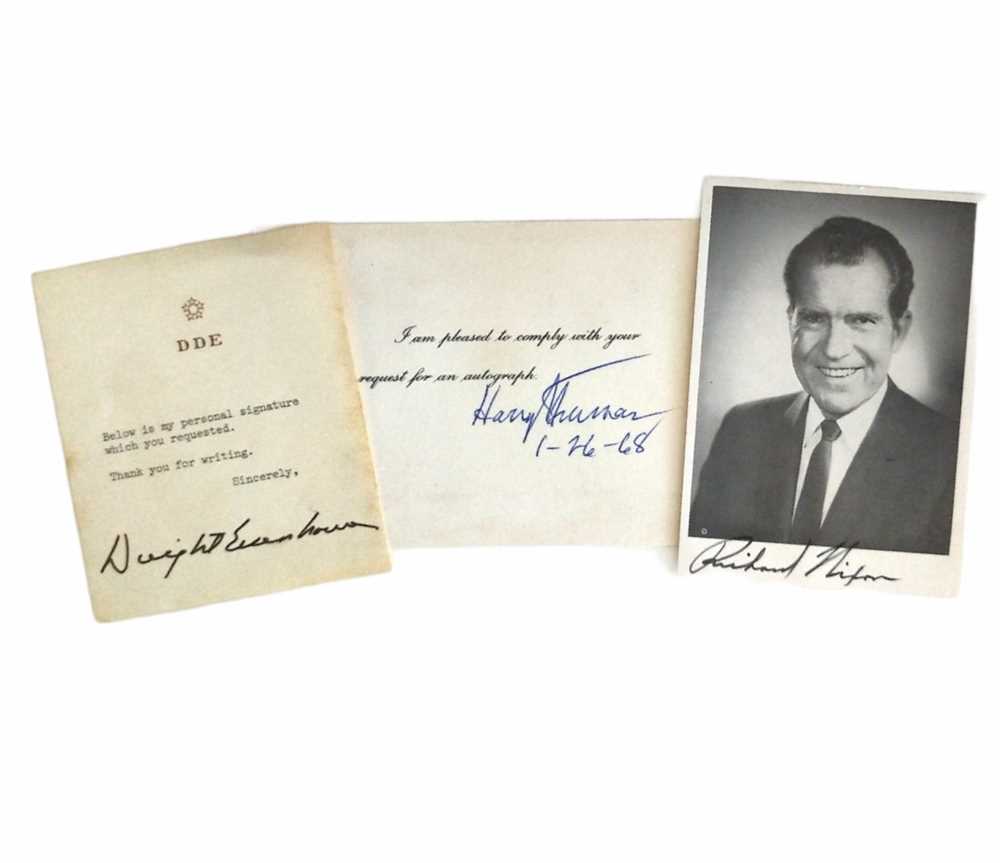 DDE
Below is my personal signature
which you requested.
Thank you for writing.
Sincerely,
Dwight Eisenhower
I am pleased to comply with your
request for an autograph.
Harry Truman
1-26-68
©
Richard Nixon